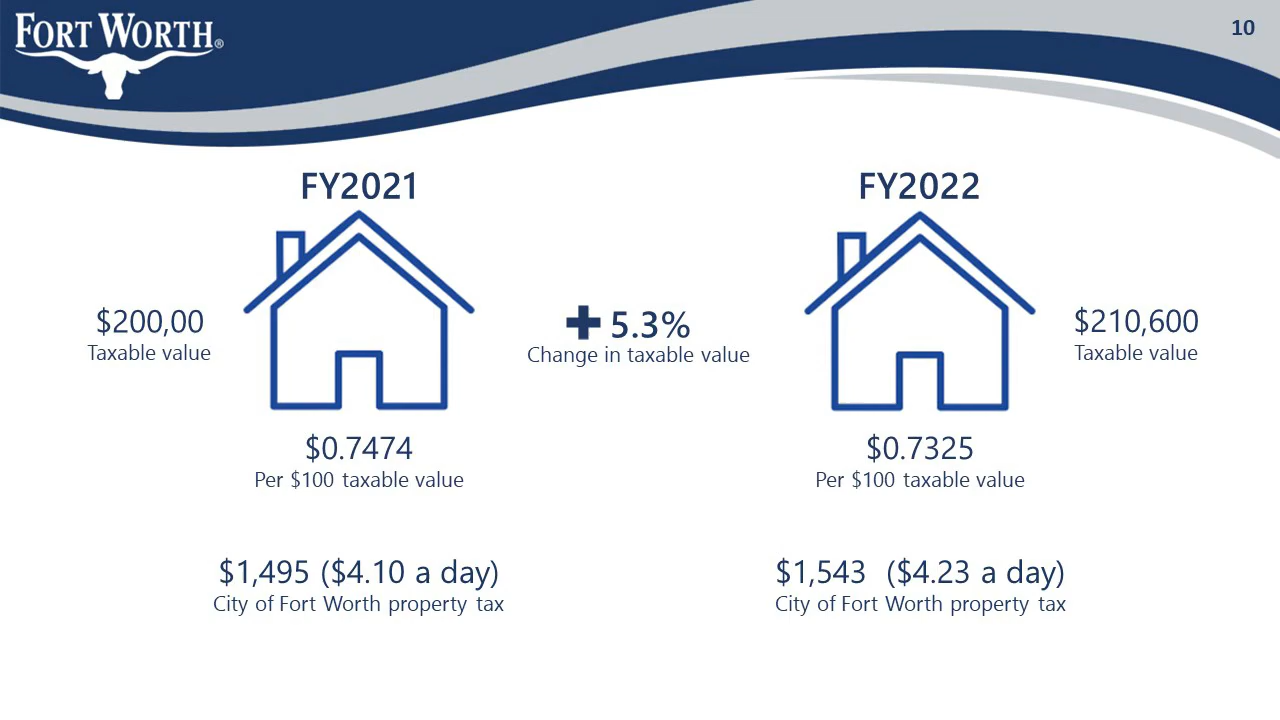 FORT WORTH®
10
FY2021
FY2022
$200,00
Taxable value
5.3%
Change in taxable value
$210,600
Taxable value
$0.7474
Per $100 taxable value
$0.7325
Per $100 taxable value
$1,495 ($4.10 a day)
City of Fort Worth property tax
$1,543 ($4.23 a day)
City of Fort Worth property tax